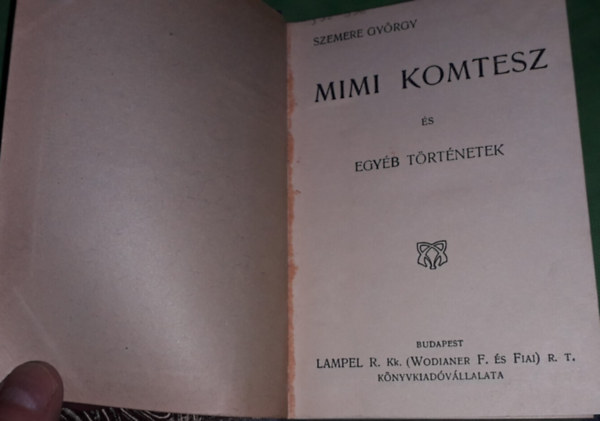 SZEMERE GYÖRGY
MIMI KOMTESZ
ÉS
EGYÉB TÖRTÉNETEK
BUDAPEST
LAMPEL R. Kk. (WODIANER F. ÉS FIAI) R. T.
KÖNYVKIADÓVÁLLALATA